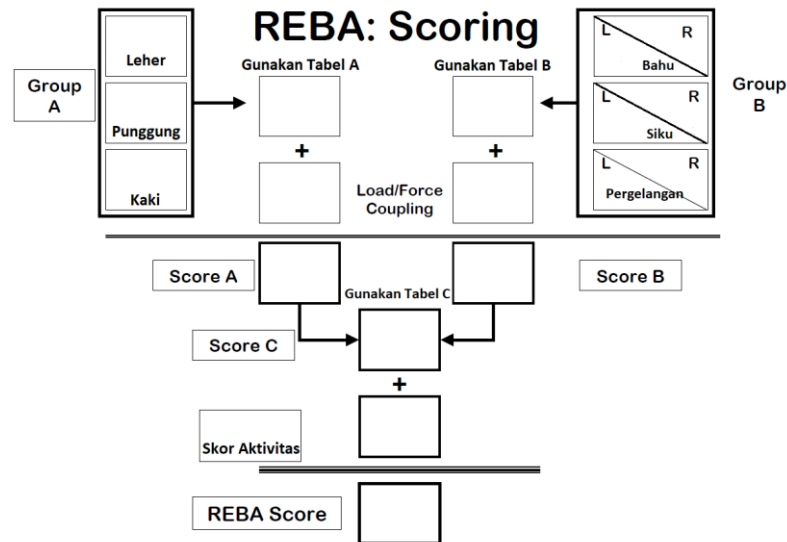 REBA: Scoring
Group
A
Leher
Punggung
Kaki
Gunakan Tabel A
+
Gunakan Tabel B
+
Load/Force
Coupling
L R
Bahu
L R
Siku
L R
Pergelangan
Group
B
Score A
Score B
Gunakan Tabel C
Score C
+
Skor Aktivitas
REBA Score